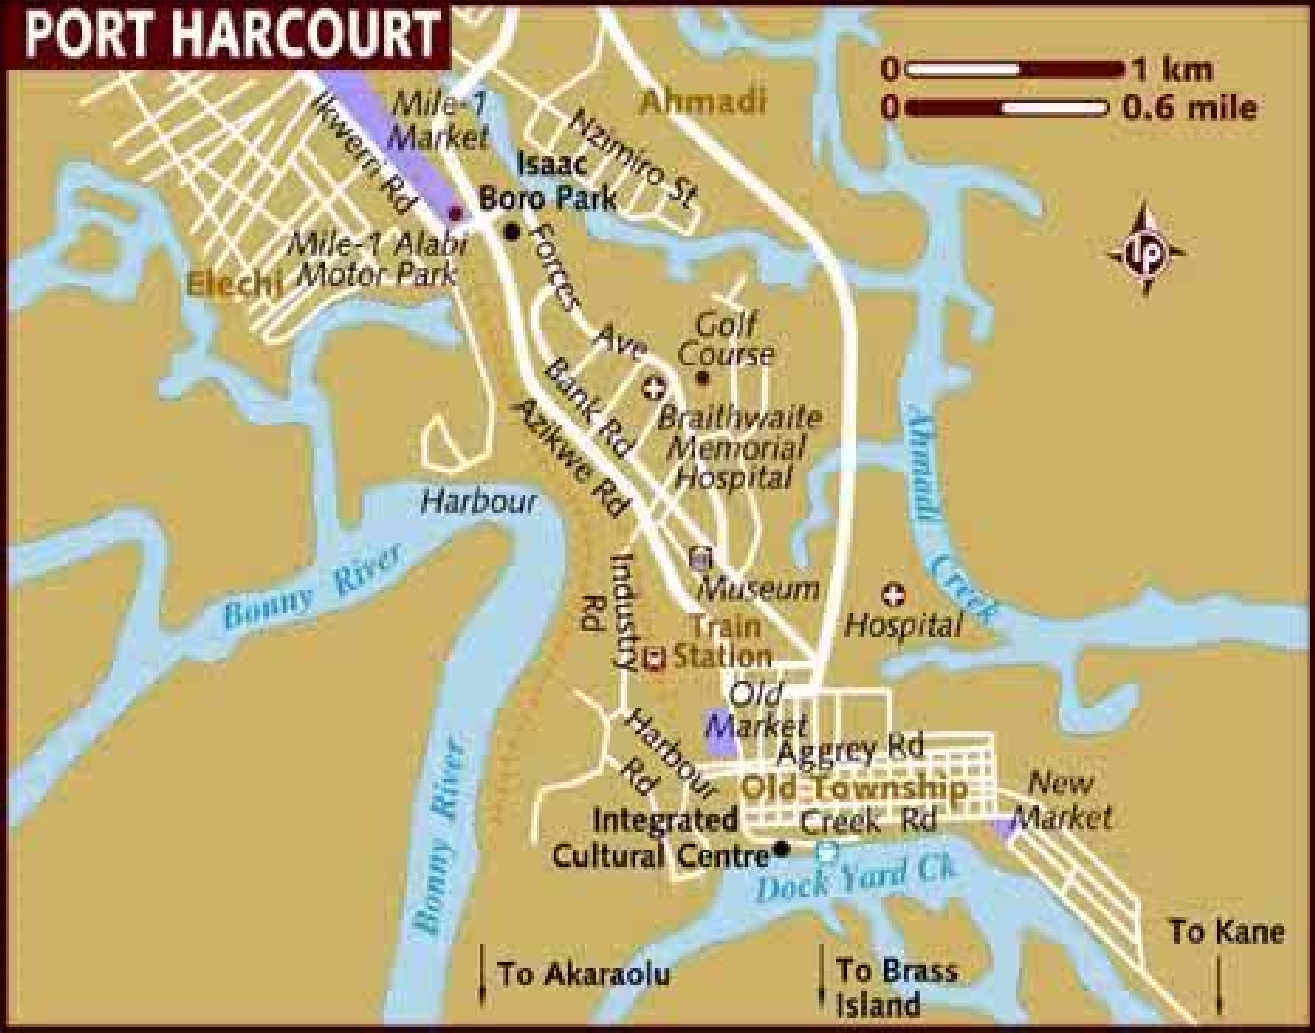 PORT HARCOURT
0 1 km
0 0.6 mile
Ahmadi
Mile-1
Market
Ikwerri Rd
Nzimiro St
Isaac
Boro Park
Mile-1 Alabi
Motor Park
Elechi
Forces
Ave
LP
Golf
Course
Bank Rd
Azikwe Rd
Braithwaite
Memorial
Hospital
Harbour
Ahmadi Creek
Bonny River
Industry
Rd
Museum
Hospital
Train
Station
Old
Market
Harbour
Rd
Aggrey Rd
Old Township
New
Market
Integrated
Cultural Centre
Creek Rd
Dock Yard Ck
Bonny River
To Kane
To Akaraolu
To Brass
Island